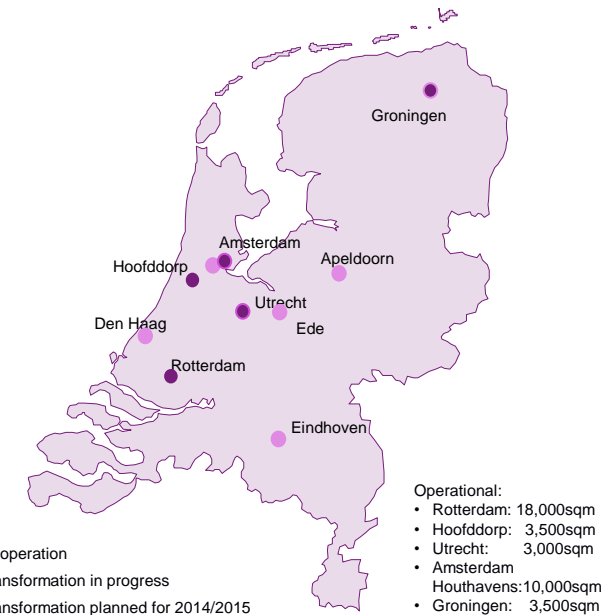 Groningen
Amsterdam
Hoofddorp
Apeldoorn
Utrecht
Den Haag
Ede
Rotterdam
Eindhoven
operation
ansformation in progress
ansformation planned for 2014/2015
Operational:
• Rotterdam: 18,000sqm
• Hoofddorp: 3,500sqm
• Utrecht: 3,000sqm
• Amsterdam
Houthavens:10,000sqm
• Groningen: 3,500sqm